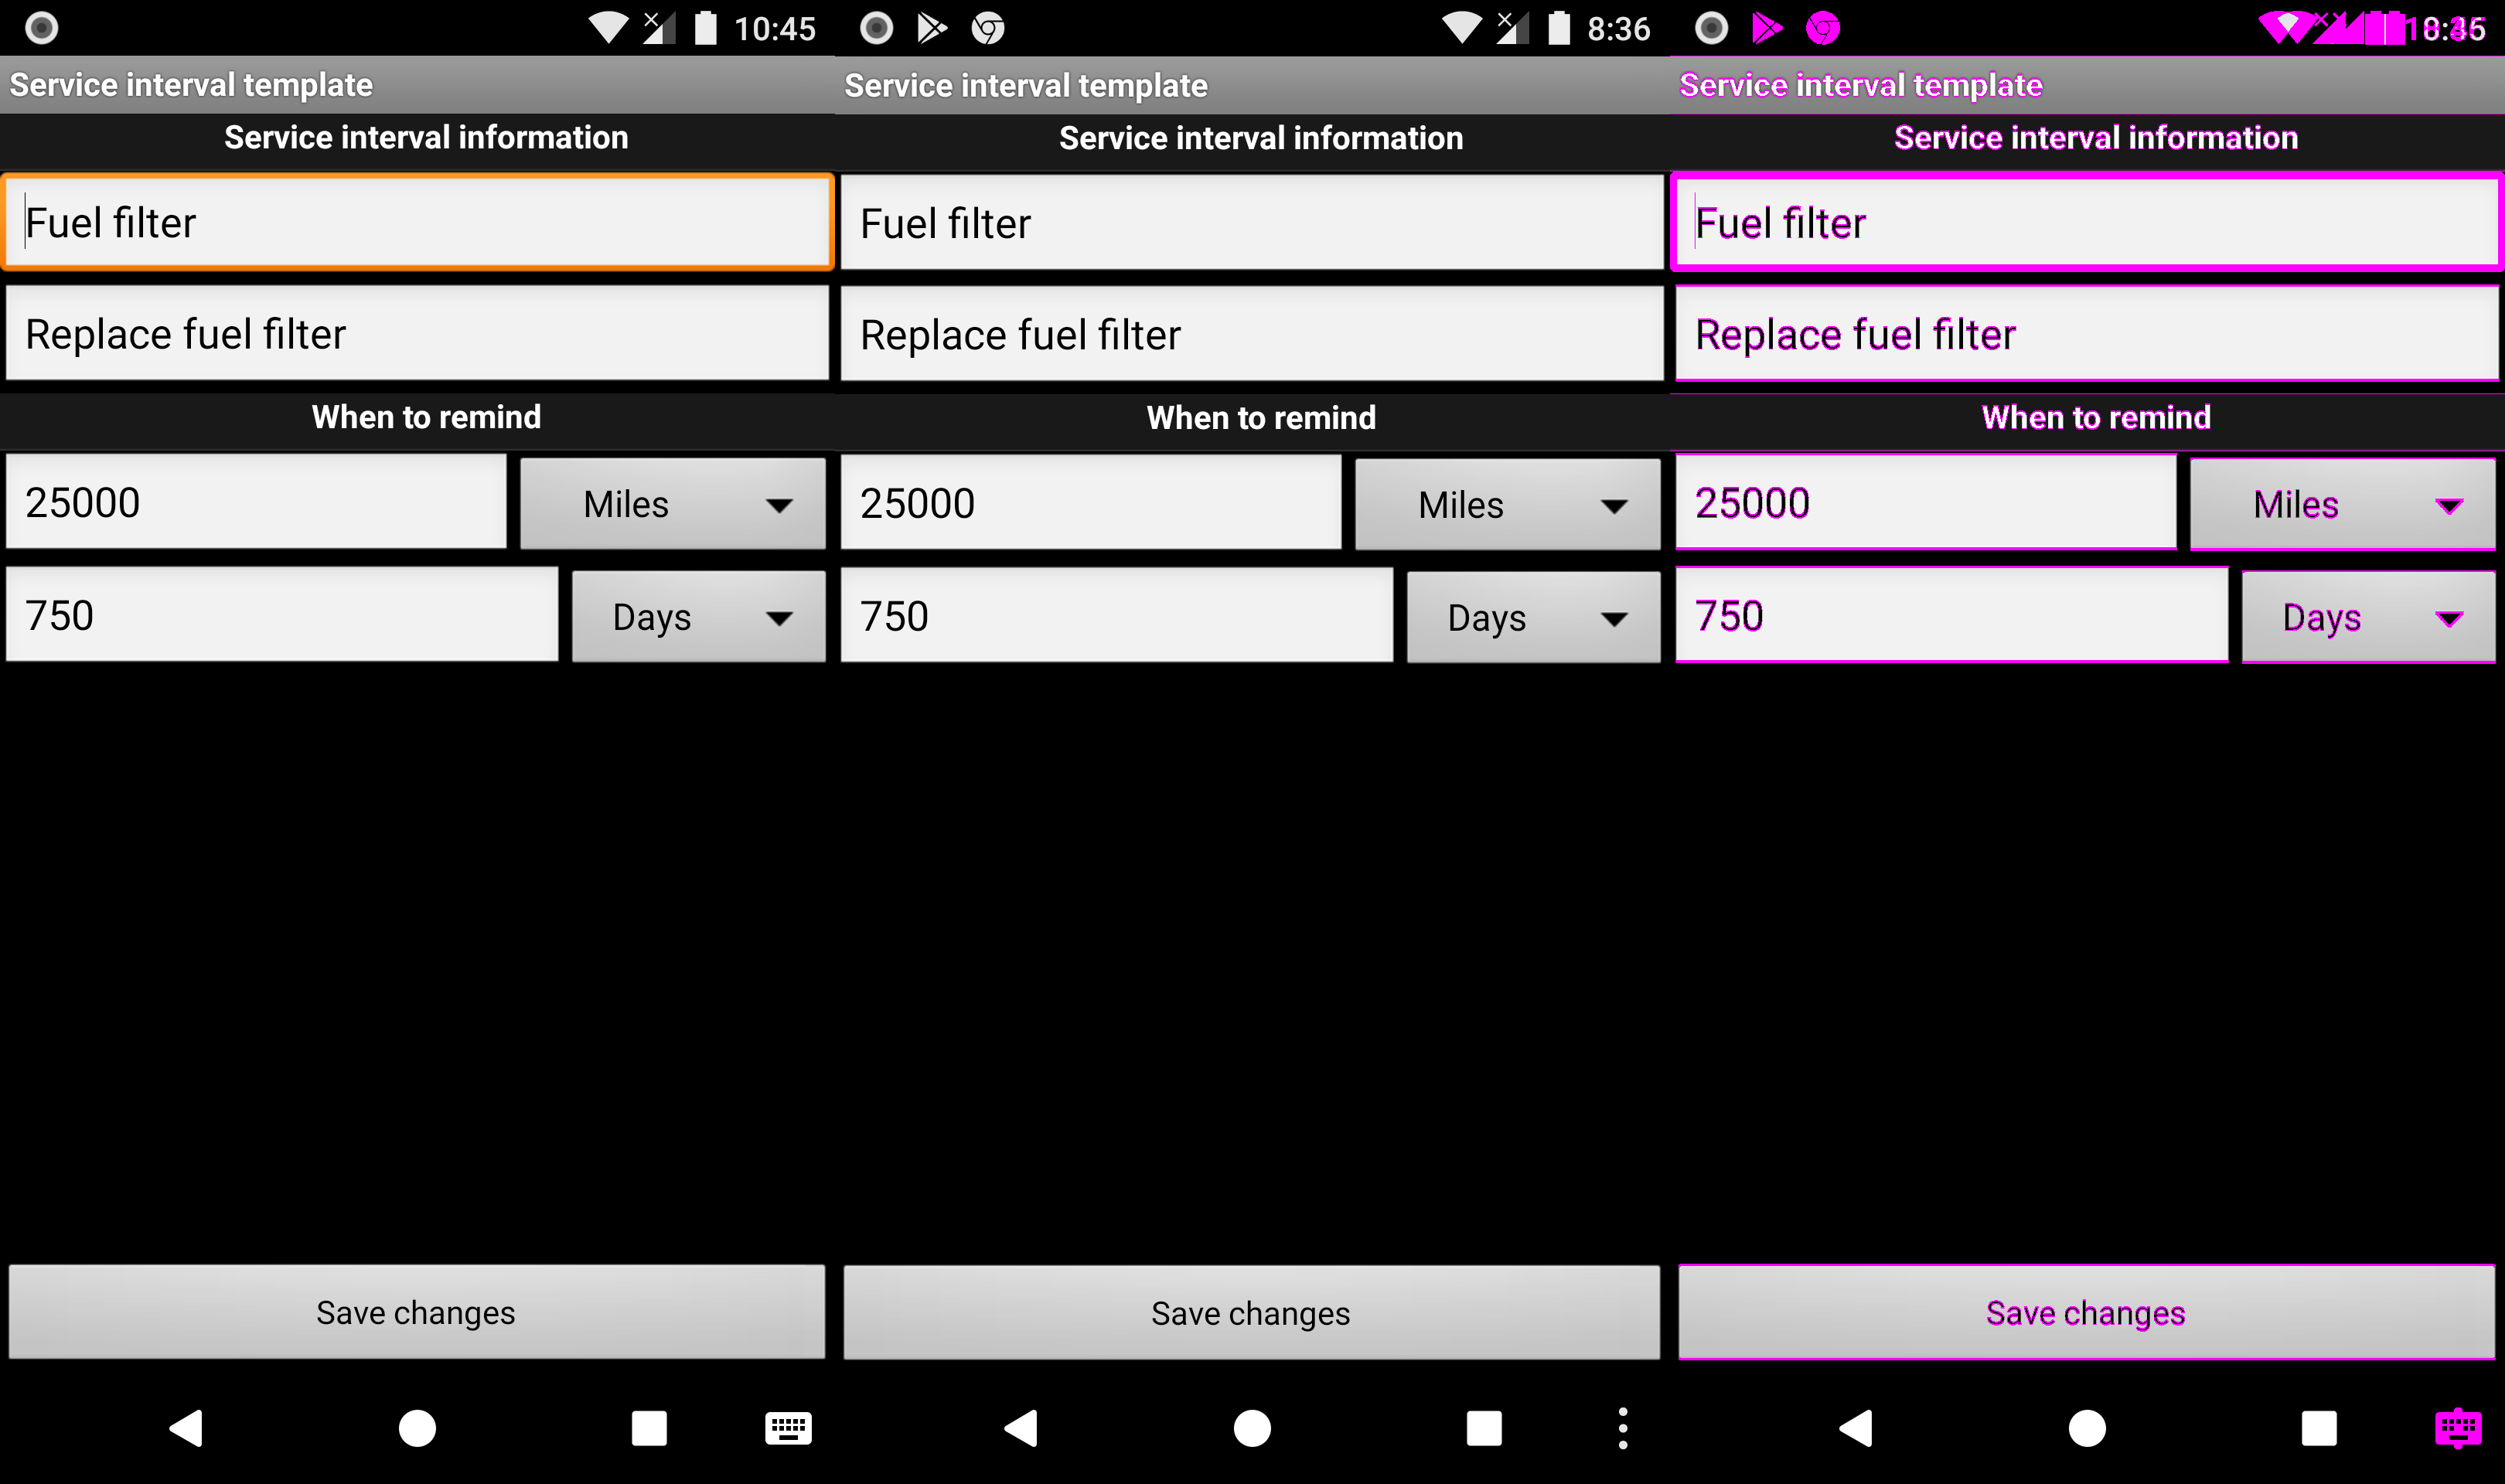 10:45
Service interval template
Service interval information
Fuel filter
Replace fuel filter
When to remind
25000
Miles
750
Days
Save changes
8:36
Service interval template
Service interval information
Fuel filter
Replace fuel filter
When to remind
25000
Miles
750
Days
Save changes
Service interval template
Service interval information
Fuel filter
Replace fuel filter
When to remind
25000
Miles
750
Days
Save changes